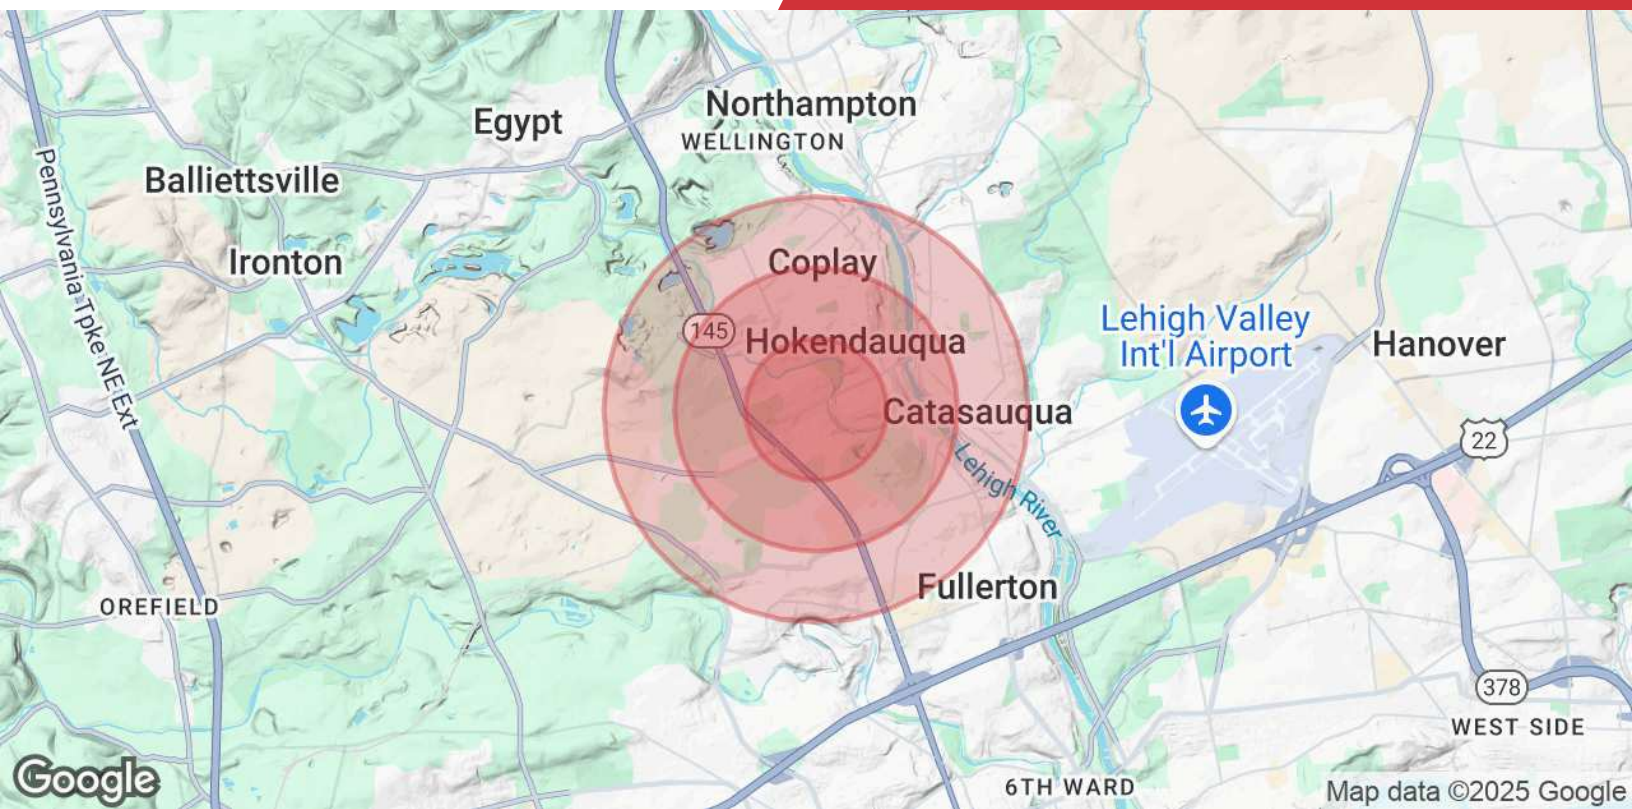 Northampton
WELLINGTON
Egypt
Balliettsville
Pennsylvania Tpke NE Ext
Ironton
Coplay
145
Hokendauqua
Lehigh Valley
Int'l Airport
Hanover
Catasauqua
22
Lehigh River
Fullerton
OREFIELD
378
WEST SIDE
6TH WARD
Google
Map data ©2025 Google